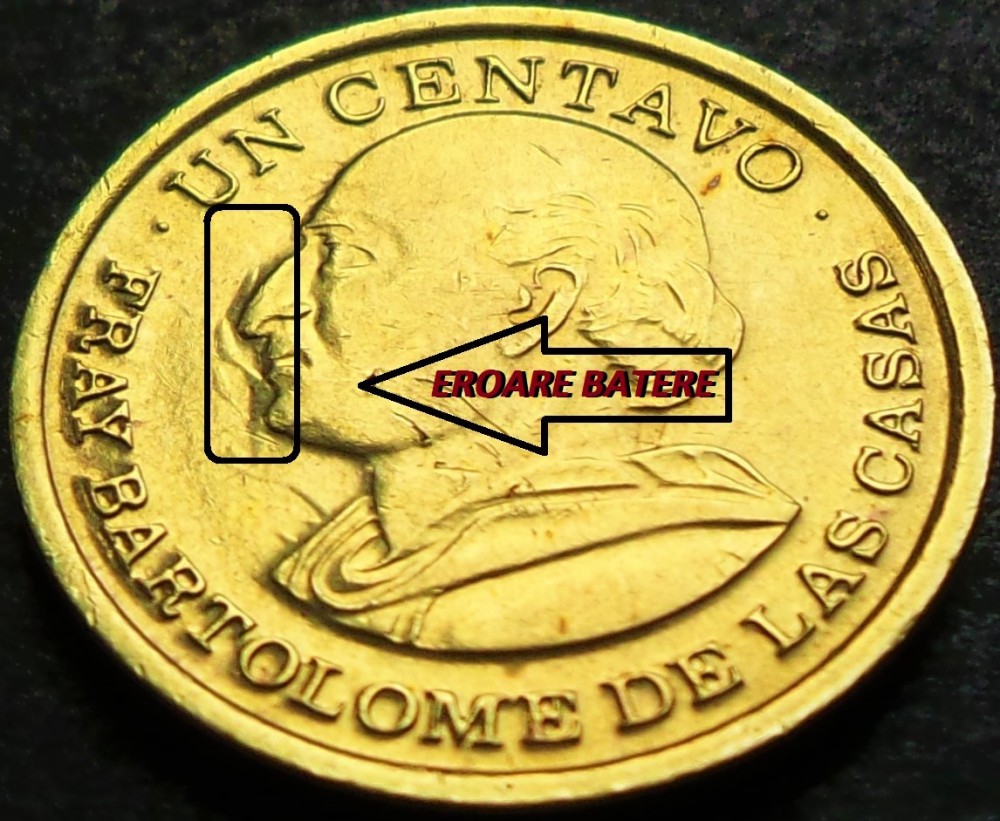 · UN CENTAVO ·
FRAY BARTOLOME DE LAS CASAS
EROARE BATERE